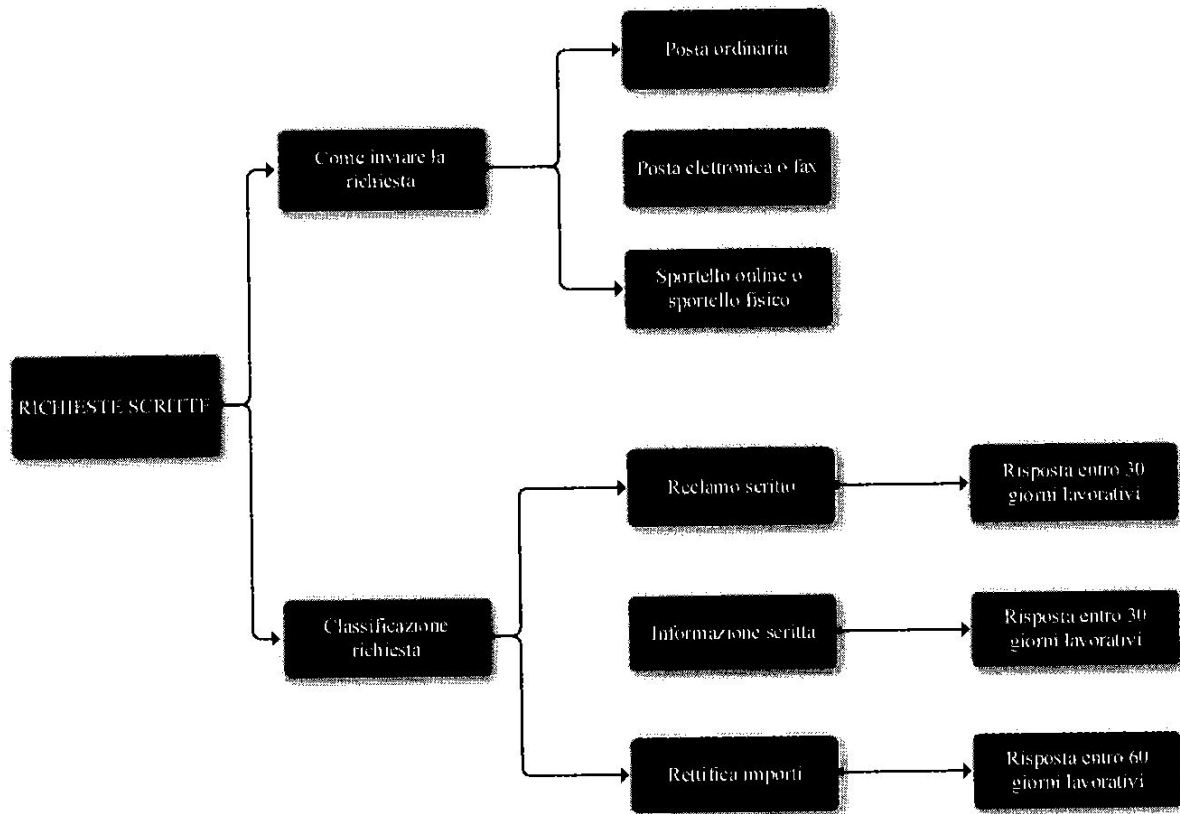 Posta ordinaria
Come inviare la
richiesta
Posta elettronica o fax
Sportello online o
sportello fisico
RICHIESTE SCRITTE
Reclamo scritto
Risposta entro 30
giorni lavorativi
Classificazione
richiesta
Informazione scritta
Risposta entro 30
giorni lavorativi
Rettifica importi
Risposta entro 60
giorni lavorativi